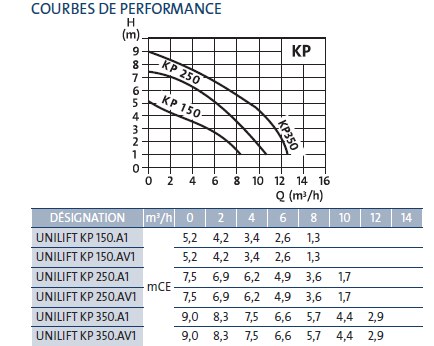 COURBES DE PERFORMANCE
H
(m)
KP
9
8
7
6
5
4
3
2
1
0
KP 250
KP 150
KP350
0 2 4 6 8 10 12 14 16
Q (m³/h)
DÉSIGNATION m³/h 0 2 4 6 8 10 12 14
UNILIFT KP 150.A1 5,2 4,2 3,4 2,6 1,3
UNILIFT KP 150.AV1 5,2 4,2 3,4 2,6 1,3
UNILIFT KP 250.A1 7,5 6,9 6,2 4,9 3,6 1,7
mCE
UNILIFT KP 250.AV1 7,5 6,9 6,2 4,9 3,6 1,7
UNILIFT KP 350.A1 9,0 8,3 7,5 6,6 5,7 4,4 2,9
UNILIFT KP 350.AV1 9,0 8,3 7,5 6,6 5,7 4,4 2,9